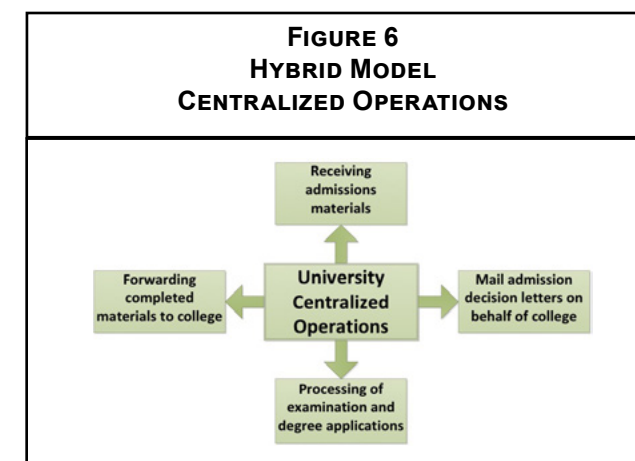 FIGURE 6
HYBRID MODEL
CENTRALIZED OPERATIONS
Receiving
admissions
materials
Forwarding
completed
materials to college
University
Centralized
Operations
Mail admission
decision letters on
behalf of college
Processing of
examination and
degree applications